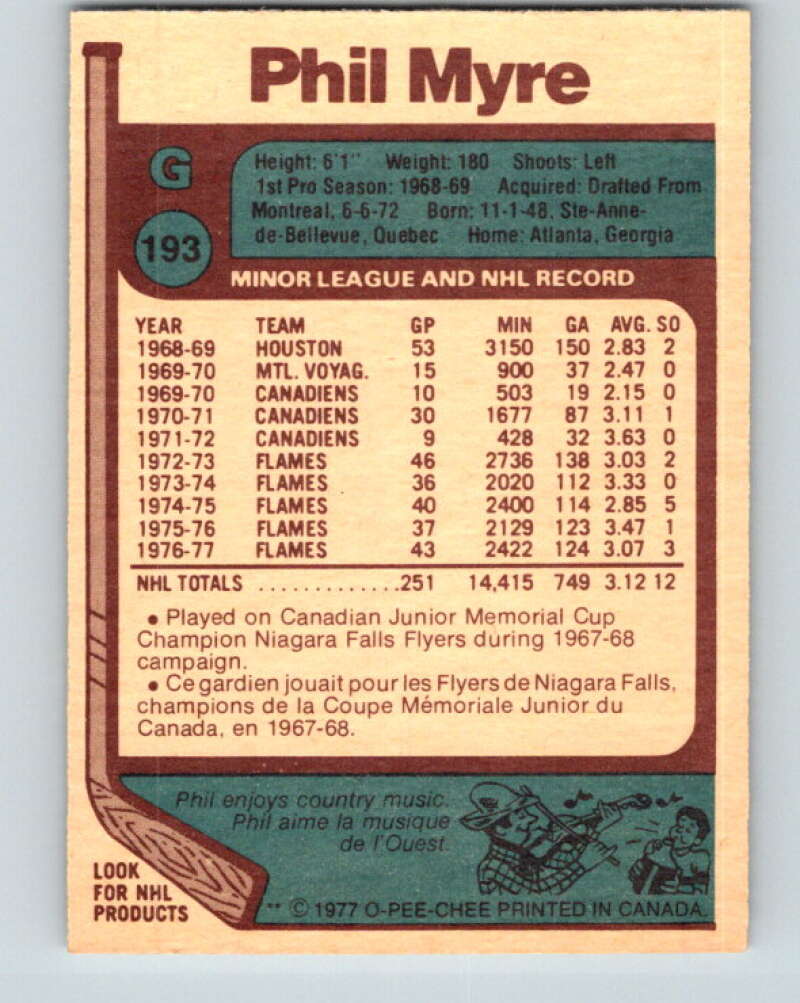 Phil Myre
G
193
Height: 6'1" Weight: 180 Shoots: Left
1st Pro Season: 1968-69 Acquired: Drafted From
Montreal, 6-6-72 Born: 11-1-48, Ste-Anne-
de-Bellevue, Quebec Home: Atlanta, Georgia
MINOR LEAGUE AND NHL RECORD
YEAR TEAM GP MIN GA AVG. SO
1968-69 HOUSTON 53 3150 150 2.83 2
1969-70 MTL. VOYAG. 15 900 37 2.47 0
1969-70 CANADIENS 10 503 19 2.15 0
1970-71 CANADIENS 30 1677 87 3.11 1
1971-72 CANADIENS 9 428 32 3.63 0
1972-73 FLAMES 46 2736 138 3.03 2
1973-74 FLAMES 36 2020 112 3.33 0
1974-75 FLAMES 40 2400 114 2.85 5
1975-76 FLAMES 37 2129 123 3.47 1
1976-77 FLAMES 43 2422 124 3.07 3
NHL TOTALS .............251 14,415 749 3.12 12
• Played on Canadian Junior Memorial Cup
Champion Niagara Falls Flyers during 1967-68
campaign.
• Ce gardien jouait pour les Flyers de Niagara Falls,
champions de la Coupe Mémoriale Junior du
Canada, en 1967-68.
Phil enjoys country music.
Phil aime la musique
de l'Ouest.
LOOK
FOR NHL
PRODUCTS
** © 1977 O-PEE-CHEE PRINTED IN CANADA.